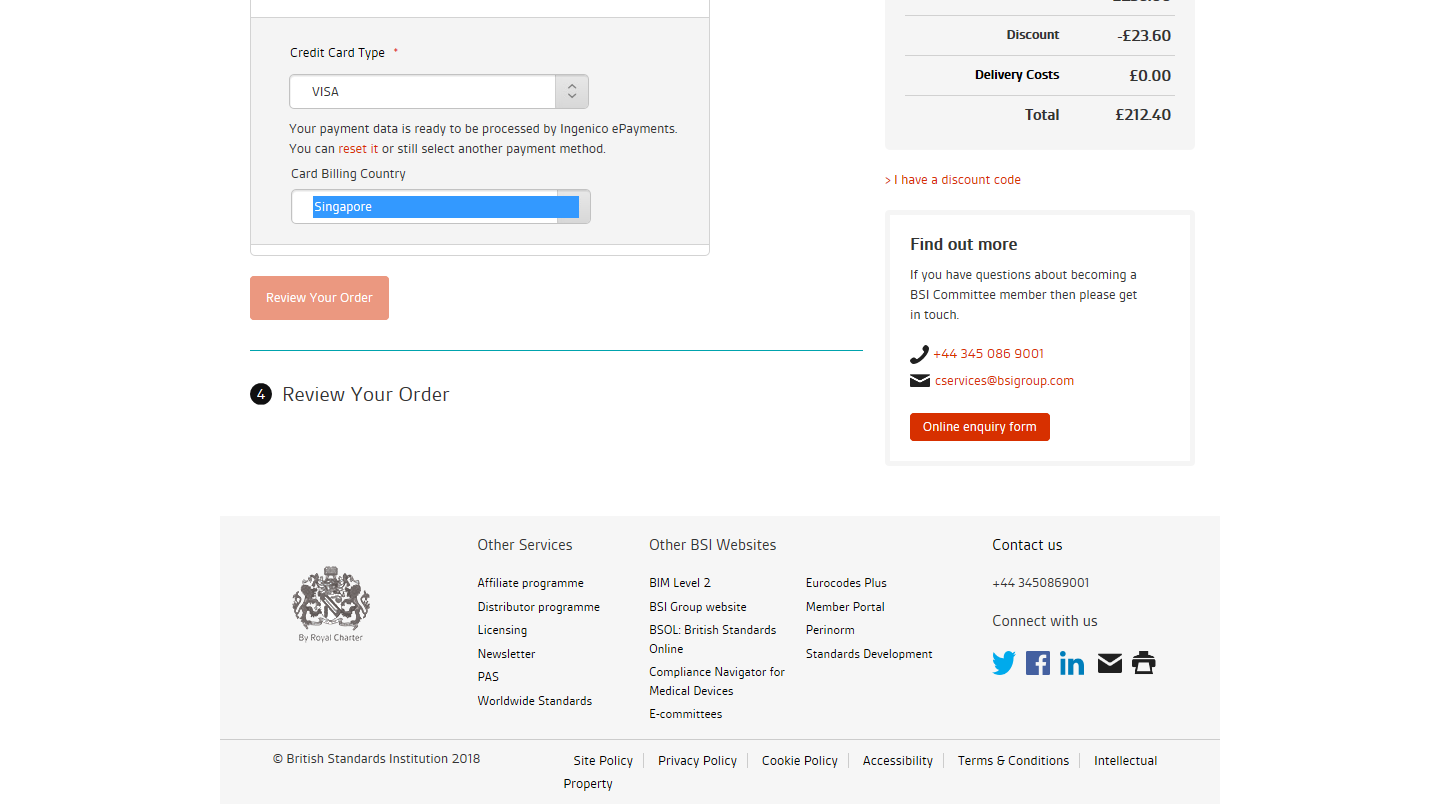 Credit Card Type *
VISA
Your payment data is ready to be processed by Ingenico ePayments.
You can reset it or still select another payment method.
Card Billing Country
Singapore
Review Your Order
4 Review Your Order
Discount -£23.60
Delivery Costs £0.00
Total £212.40
> I have a discount code
Find out more
If you have questions about becoming a
BSI Committee member then please get
in touch.
+44 345 086 9001
cservices@bsigroup.com
Online enquiry form
By Royal Charter
Other Services
Affiliate programme
Distributor programme
Licensing
Newsletter
PAS
Worldwide Standards
Other BSI Websites
BIM Level 2
BSI Group website
BSOL: British Standards
Online
Compliance Navigator for
Medical Devices
E-committees
Eurocodes Plus
Member Portal
Perinorm
Standards Development
Contact us
+44 3450869001
Connect with us
© British Standards Institution 2018
Site Policy Privacy Policy Cookie Policy Accessibility Terms & Conditions Intellectual
Property